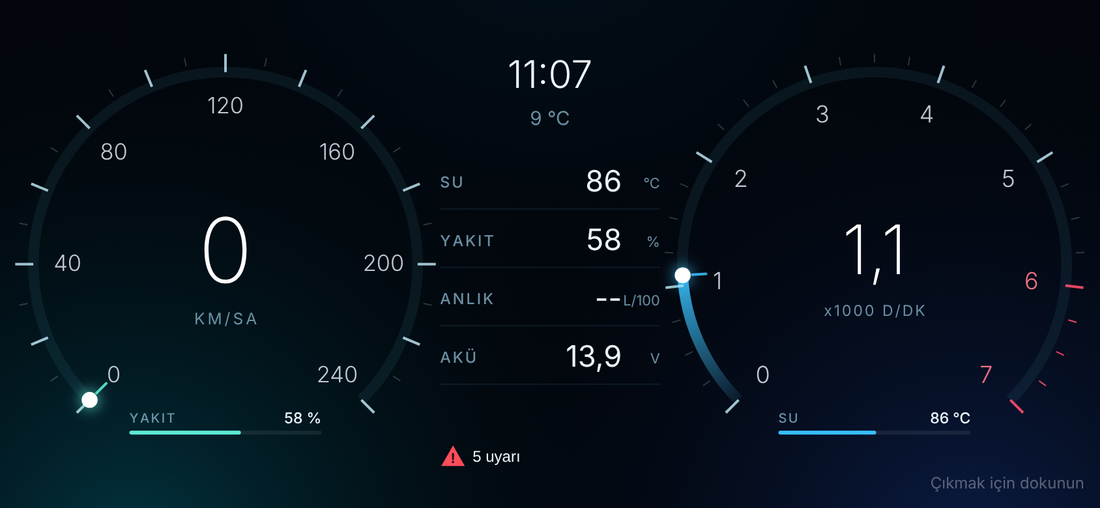 11:07
9 °C
0
40
80
120
160
200
240
0
KM/SA
YAKIT 58 %
SU 86 °C
YAKIT 58 %
ANLIK -- L/100
AKÜ 13,9 V
5 uyarı
0
1
2
3
4
5
6
7
1,1
x1000 D/DK
SU 86 °C
Çıkmak için dokunun